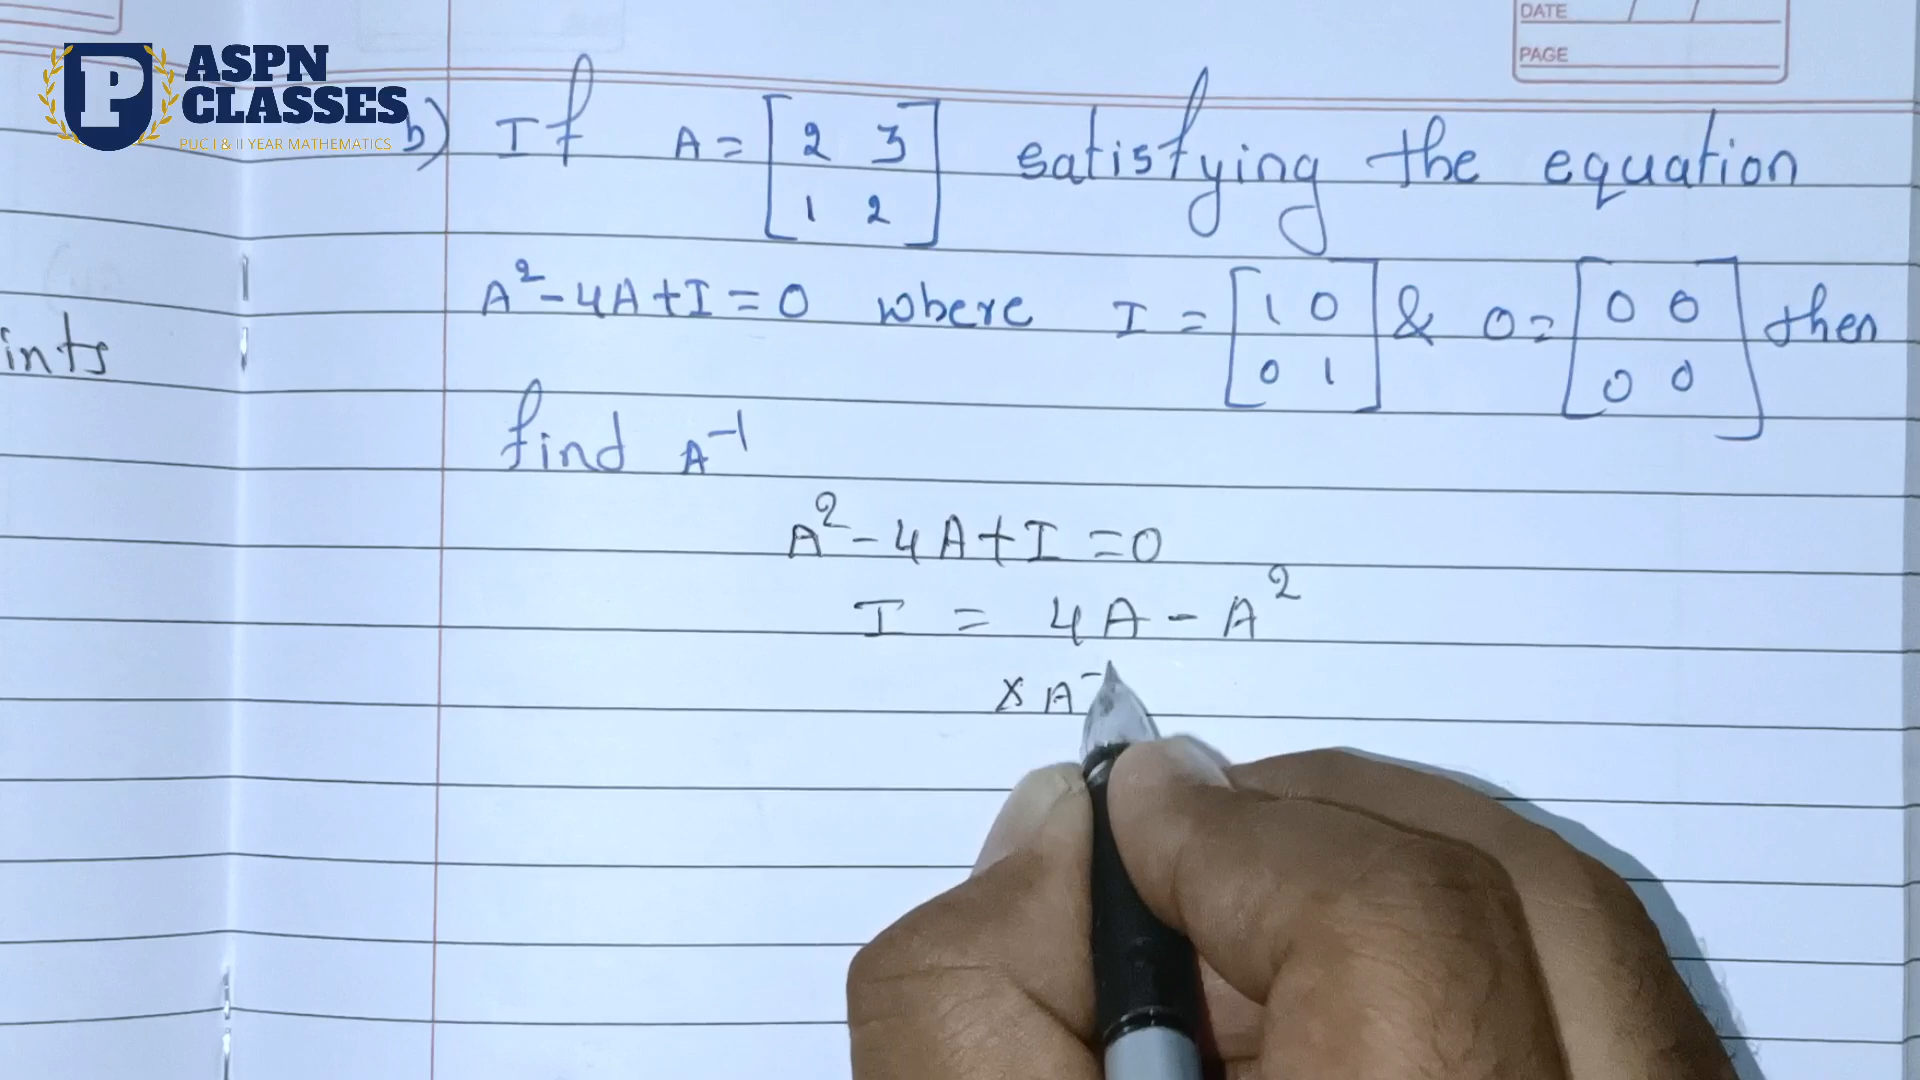 DATE
PAGE
ASPN
CLASSES
PUC I & II YEAR MATHEMATICS
b) If A = [2 3 satisfying the equation
1 2]
A² - 4A + I = 0 where I = [1 0 & 0 = [0 0 then
0 1] 0 0]
ints
find A⁻¹
A² - 4A + I = 0
I = 4A - A²
× A⁻